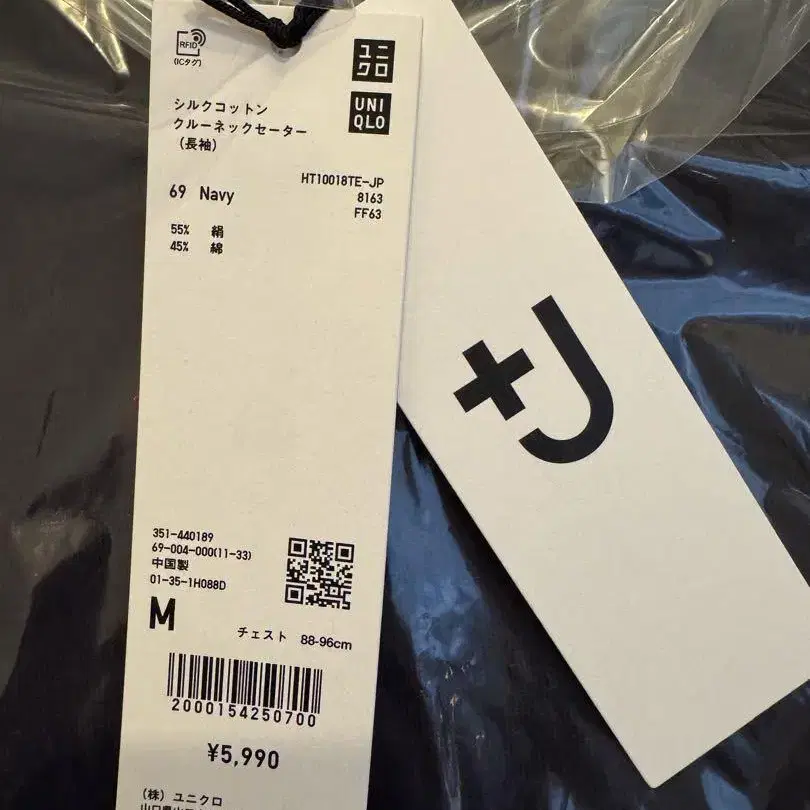 RFID
(ICタグ)
ユニ
クロ
UNI
QLO
シルクコットン
クルーネックセーター
(長袖)
HT10018TE-JP
69 Navy
8163
FF63
55% 絹
45% 綿
+J
351-440189
69-004-000(11-33)
中国製
01-35-1H088D
M
チェスト 88-96cm
2000154250700
¥5,990
(株) ユニクロ